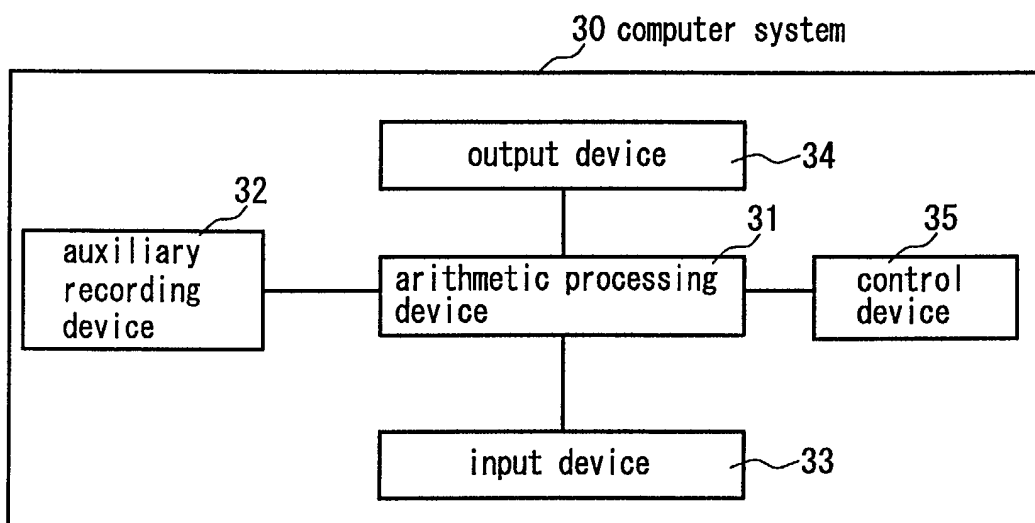 30 computer system
output device
34
32
auxiliary
recording
device
31
arithmetic processing
device
35
control
device
input device
33